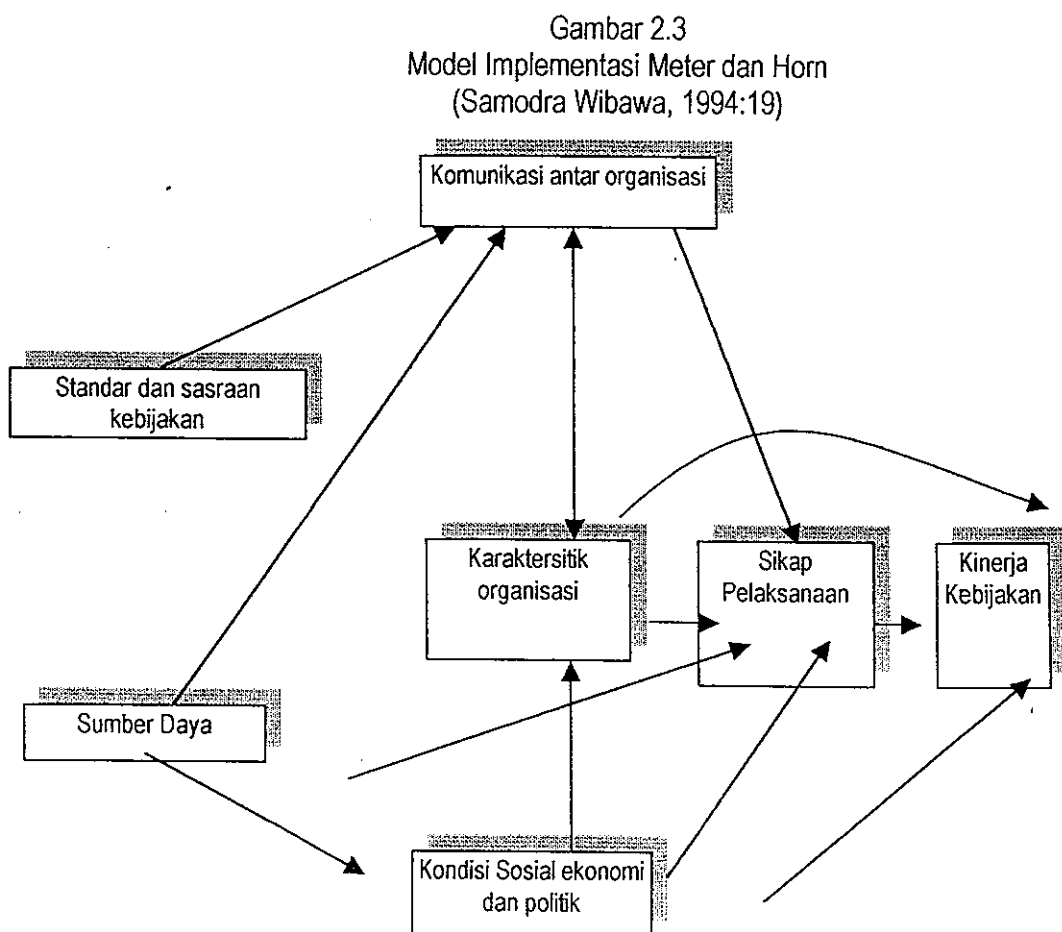 Gambar 2.3
Model Implementasi Meter dan Horn
(Samodra Wibawa, 1994:19)
Komunikasi antar organisasi
Standar dan sasraan
kebijakan
Karaktersitik
organisasi
Sikap
Pelaksanaan
Kinerja
Kebijakan
Sumber Daya
Kondisi Sosial ekonomi
dan politik